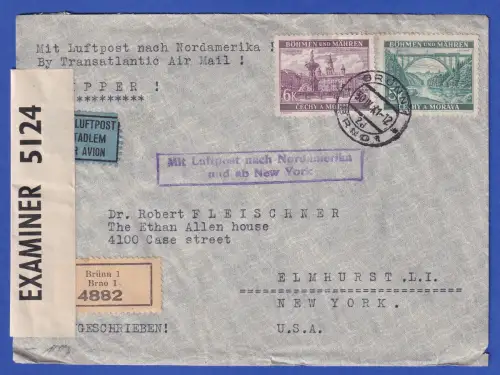 Mit Luftpost nach Nordamerika !
By Transatlantic Air Mail !
PPER !
BÖHMEN UND MÄHREN
6K
ČECHY A MORAVA
BÖHMEN UND MÄHREN
ČECHY A MORAVA
BRÜNN
BRNO
LUFTPOST
TADLEM
R AVION
Mit Luftpost nach Nordamerika
und ab New York
EXAMINER 5124
Dr. Robert FLEISCHNER
The Ethan Allen house
4100 Case street
ELMHURST,L.I.
NEW YORK.
U.S.A.
Brünn 1
Brno 1
4882
GESCHRIEBEN!